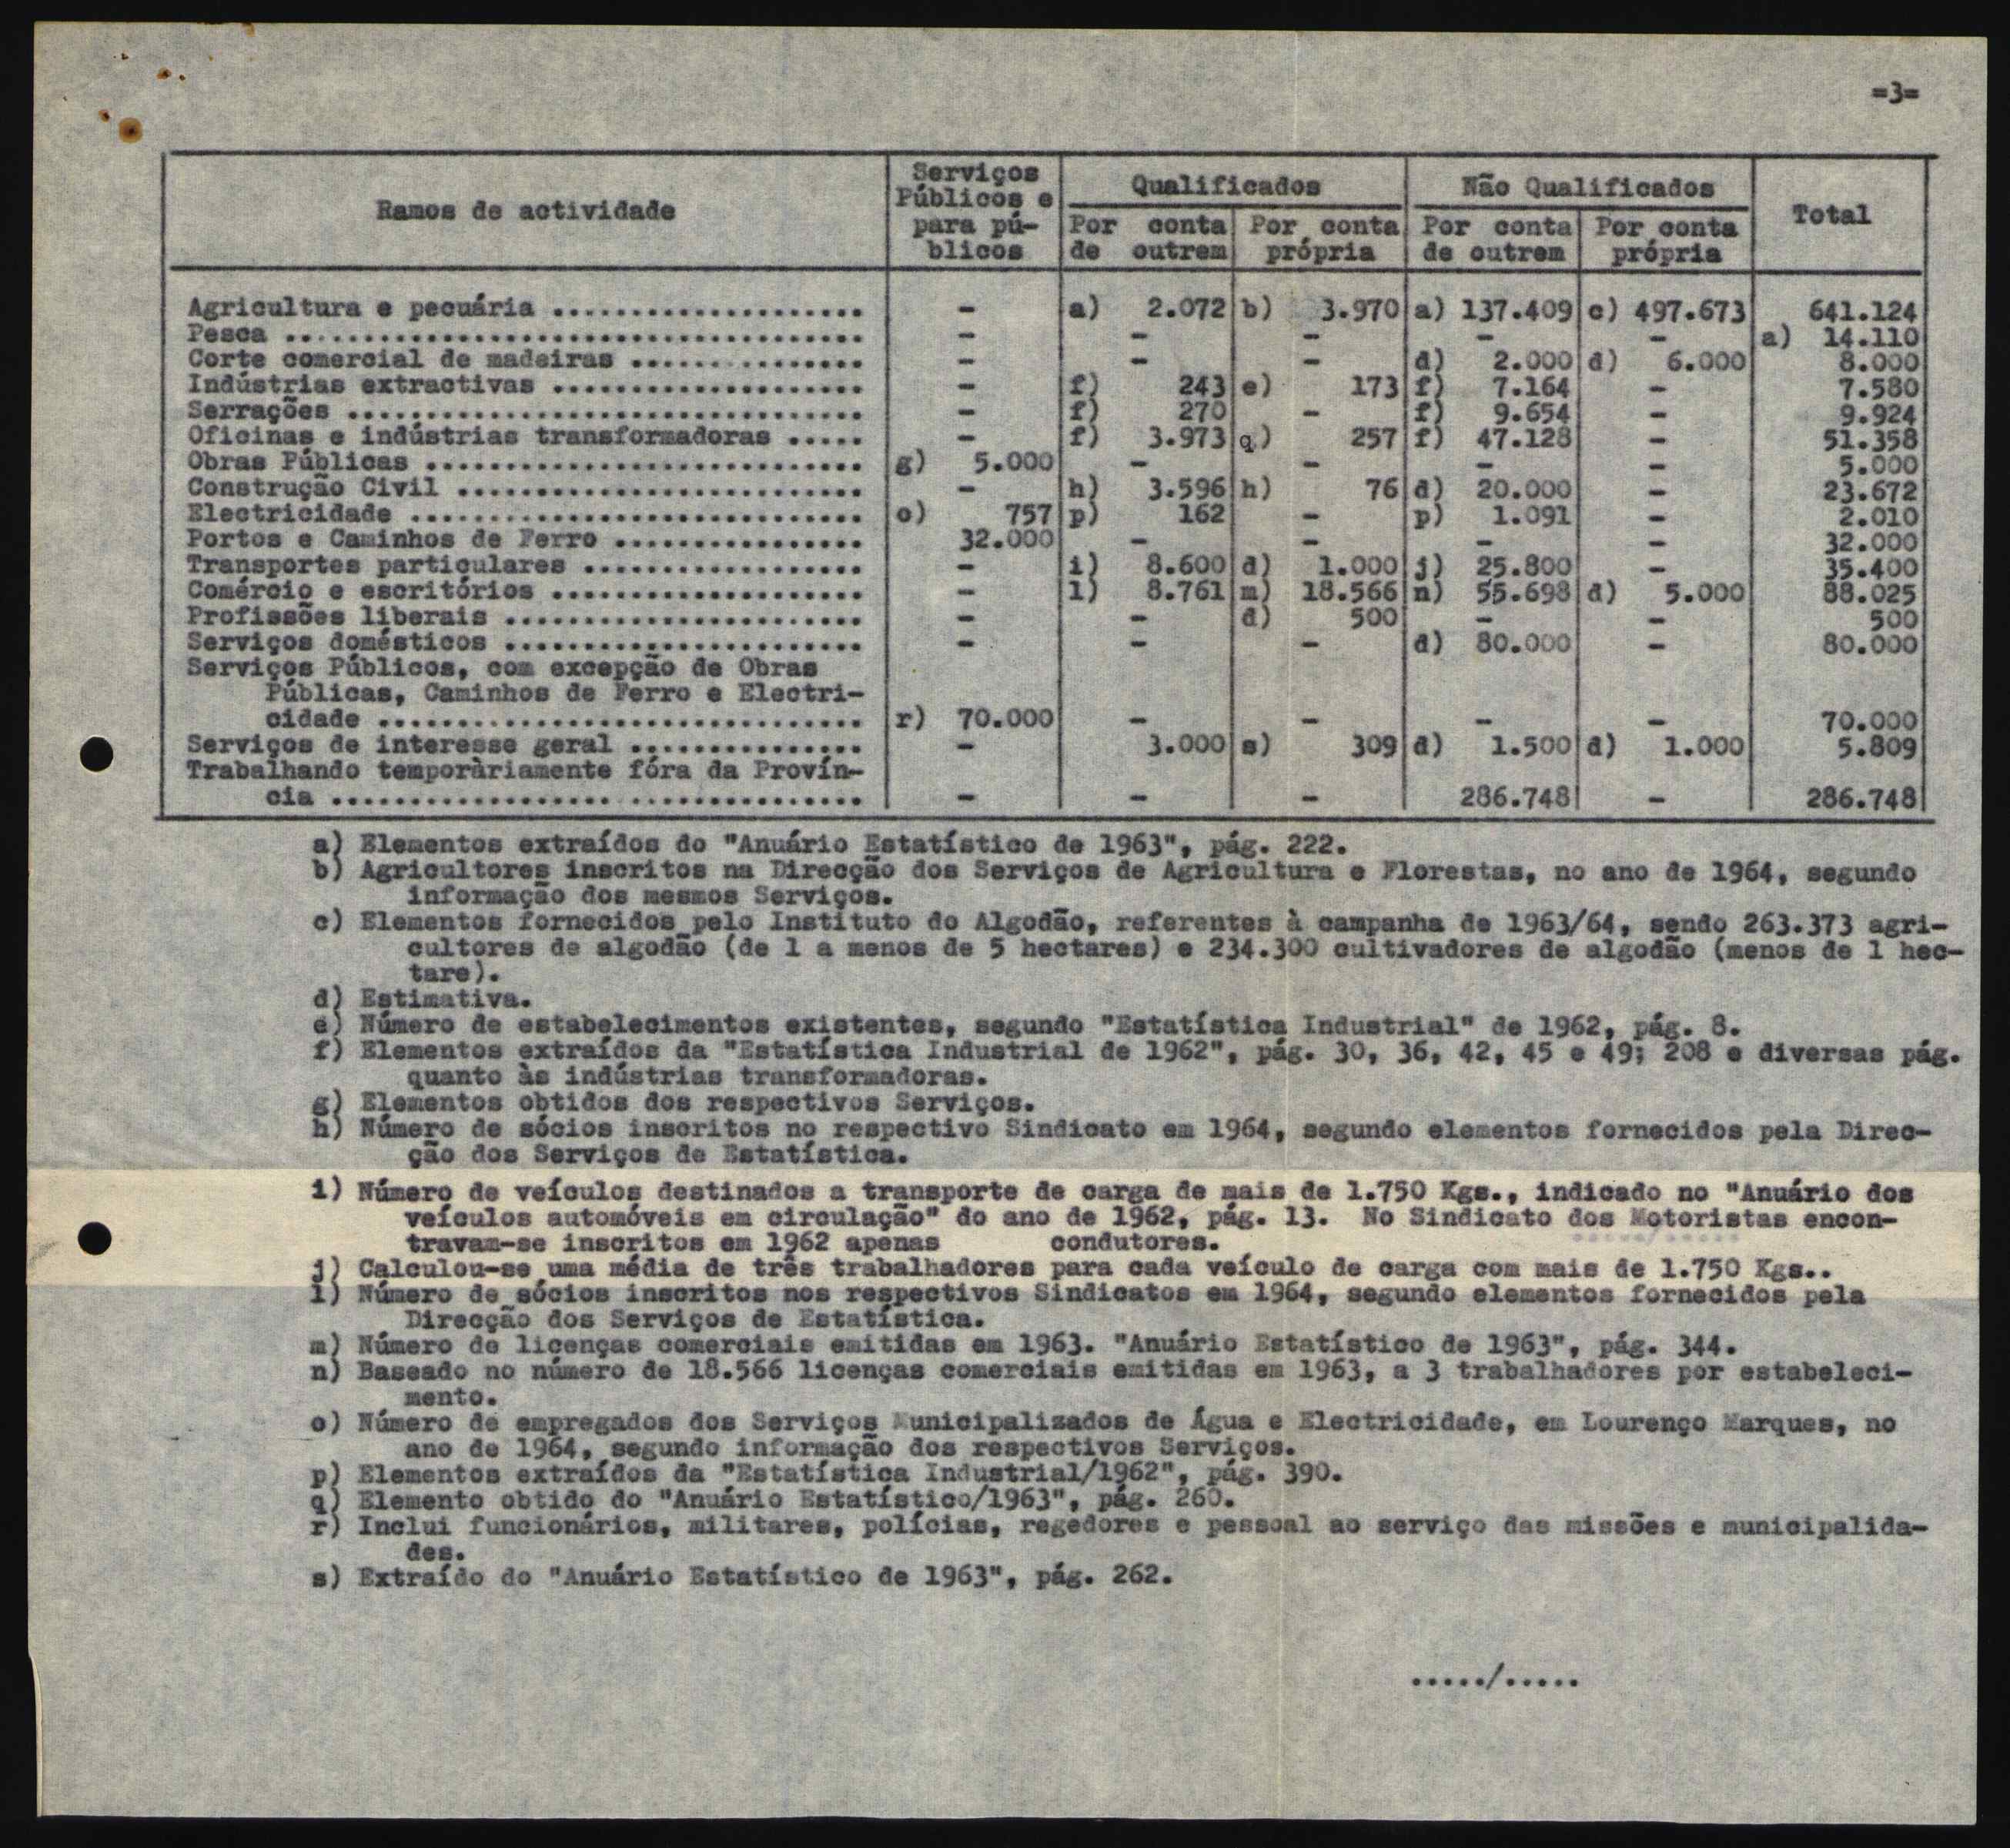 =3=
Ramos de actividade | Serviços Públicos e para pú-blicos | Qualificados | Não Qualificados | Total
Por conta de outrem | Por conta própria | Por conta de outrem | Por conta própria
Agricultura e pecuária .................... - a) 2.072 b) 3.970 a) 137.409 c) 497.673 641.124
Pesca ..................................... - - - - - a) 14.110
Corte comercial de madeiras ............... - - - d) 2.000 d) 6.000 8.000
Indústrias extractivas .................... - f) 243 e) 173 f) 7.164 - 7.580
Serrações ................................. - f) 270 - f) 9.654 - 9.924
Oficinas e indústrias transformadoras ..... - f) 3.973 q) 257 f) 47.128 - 51.358
Obras Públicas ............................ g) 5.000 - - - - 5.000
Construção Civil .......................... - h) 3.596 h) 76 d) 20.000 - 23.672
Electricidade ............................. o) 757 p) 162 - p) 1.091 - 2.010
Portos e Caminhos de Ferro ................ 32.000 - - - - 32.000
Transportes particulares .................. - i) 8.600 d) 1.000 j) 25.800 - 35.400
Comércio e escritórios .................... - l) 8.761 m) 18.566 n) 55.698 d) 5.000 88.025
Profissões liberais ....................... - - d) 500 - - 500
Serviços domésticos ....................... - - - d) 80.000 - 80.000
Serviços Públicos, com excepção de Obras
Públicas, Caminhos de Ferro e Electri-
cidade ............................... r) 70.000 - - - - 70.000
Serviços de interesse geral ............... - 3.000 s) 309 d) 1.500 d) 1.000 5.809
Trabalhando temporàriamente fóra da Provín-
cia .................................. - - - 286.748 - 286.748
a) Elementos extraídos do "Anuário Estatístico de 1963", pág. 222.
b) Agricultores inscritos na Direcção dos Serviços de Agricultura e Florestas, no ano de 1964, segundo
informação dos mesmos Serviços.
c) Elementos fornecidos pelo Instituto do Algodão, referentes à campanha de 1963/64, sendo 263.373 agri-
cultores de algodão (de 1 a menos de 5 hectares) e 234.300 cultivadores de algodão (menos de 1 hec-
tare).
d) Estimativa.
e) Número de estabelecimentos existentes, segundo "Estatística Industrial" de 1962, pág. 8.
f) Elementos extraídos da "Estatística Industrial de 1962", pág. 30, 36, 42, 45 e 49; 208 e diversas pág.
quanto às indústrias transformadoras.
g) Elementos obtidos dos respectivos Serviços.
h) Número de sócios inscritos no respectivo Sindicato em 1964, segundo elementos fornecidos pela Direc-
ção dos Serviços de Estatística.
i) Número de veículos destinados a transporte de carga de mais de 1.750 Kgs., indicado no "Anuário dos
veículos automóveis em circulação" do ano de 1962, pág. 13. No Sindicato dos Motoristas encon-
travam-se inscritos em 1962 apenas condutores.
j) Calculou-se uma média de três trabalhadores para cada veículo de carga com mais de 1.750 Kgs..
l) Número de sócios inscritos nos respectivos Sindicatos em 1964, segundo elementos fornecidos pela
Direcção dos Serviços de Estatística.
m) Número de licenças comerciais emitidas em 1963. "Anuário Estatístico de 1963", pág. 344.
n) Baseado no número de 18.566 licenças comerciais emitidas em 1963, a 3 trabalhadores por estabeleci-
mento.
o) Número de empregados dos Serviços Municipalizados de Água e Electricidade, em Lourenço Marques, no
ano de 1964, segundo informação dos respectivos Serviços.
p) Elementos extraídos da "Estatística Industrial/1962", pág. 390.
q) Elemento obtido do "Anuário Estatístico/1963", pág. 260.
r) Inclui funcionários, militares, polícias, regedores e pessoal ao serviço das missões e municipalida-
des.
s) Extraído do "Anuário Estatístico de 1963", pág. 262.
...../.....